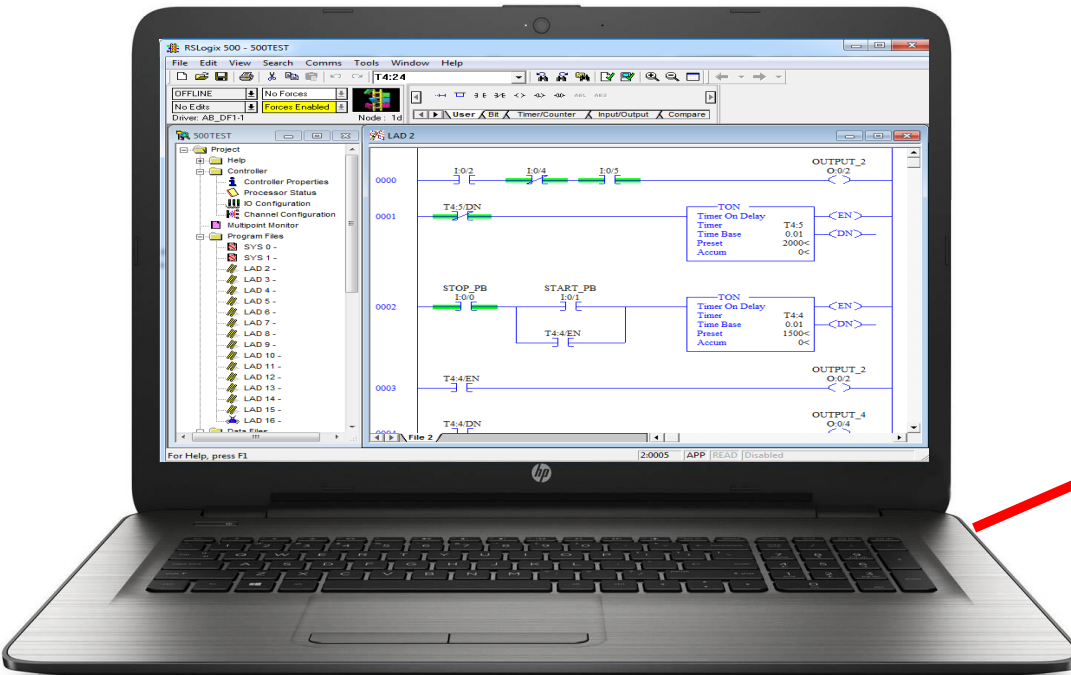 RSLogix 500 - 500TEST
File Edit View Search Comms Tools Window Help
T4:24
OFFLINE No Forces
No Edits Forces Enabled
Driver: AB_DF1-1 Node : 1d
User Bit Timer/Counter Input/Output Compare
500TEST
Project
Help
Controller
Controller Properties
Processor Status
IO Configuration
Channel Configuration
Multipoint Monitor
Program Files
SYS 0 -
SYS 1 -
LAD 2 -
LAD 3 -
LAD 4 -
LAD 5 -
LAD 6 -
LAD 7 -
LAD 8 -
LAD 9 -
LAD 10 -
LAD 11 -
LAD 12 -
LAD 13 -
LAD 14 -
LAD 15 -
LAD 16 -
Data Files
LAD 2
OUTPUT_2
I:0/2 I:0/4 I:0/5 O:0/2
0000
T4:5/DN
0001
TON
Timer On Delay EN
Timer T4:5
Time Base 0.01 DN
Preset 2000<
Accum 0<
STOP_PB START_PB
I:0/0 I:0/1
0002
TON
Timer On Delay EN
Timer T4:4
Time Base 0.01 DN
Preset 1500<
Accum 0<
T4:4/EN
OUTPUT_2
T4:4/EN O:0/2
0003
OUTPUT_4
T4:4/DN O:0/4
0004
File 2
For Help, press F1 2:0005 APP READ Disabled
hp